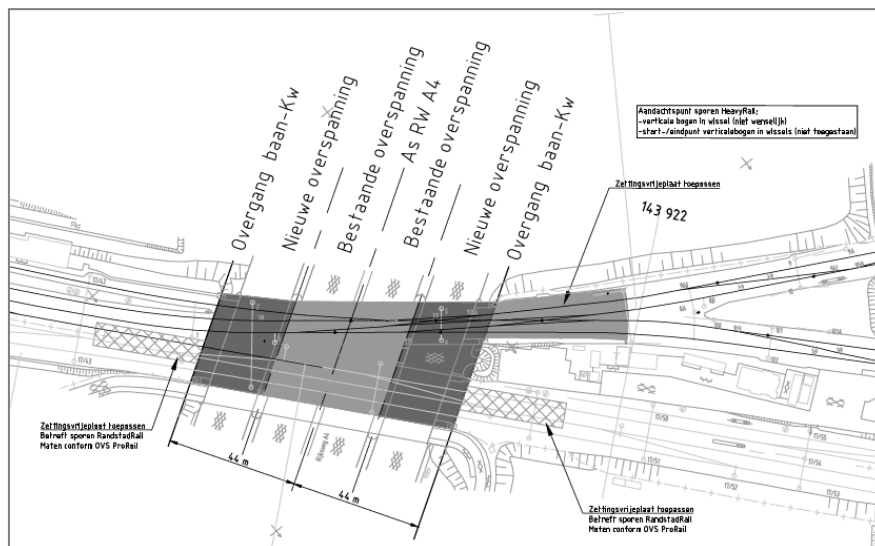 Overgang baan-Kw
Nieuwe overspanning
Bestaande overspanning
As RW A4
Bestaande overspanning
Nieuwe overspanning
Overgang baan-Kw
Aandachtspunt sporen HeavyRail:
-verticale bogen in wissel (niet wenselijk)
-start-/eindpunt verticalebogen in wissels (niet toegestaan)
Zettingsvrijeplaat toepassen
143 922
Zettingsvrijeplaat toepassen
Betreft sporen RandstadRail
Maten conform OVS ProRail
44 m
44 m
Rijksweg A4
Zettingsvrijeplaat toepassen
Betreft sporen RandstadRail
Maten conform OVS ProRail